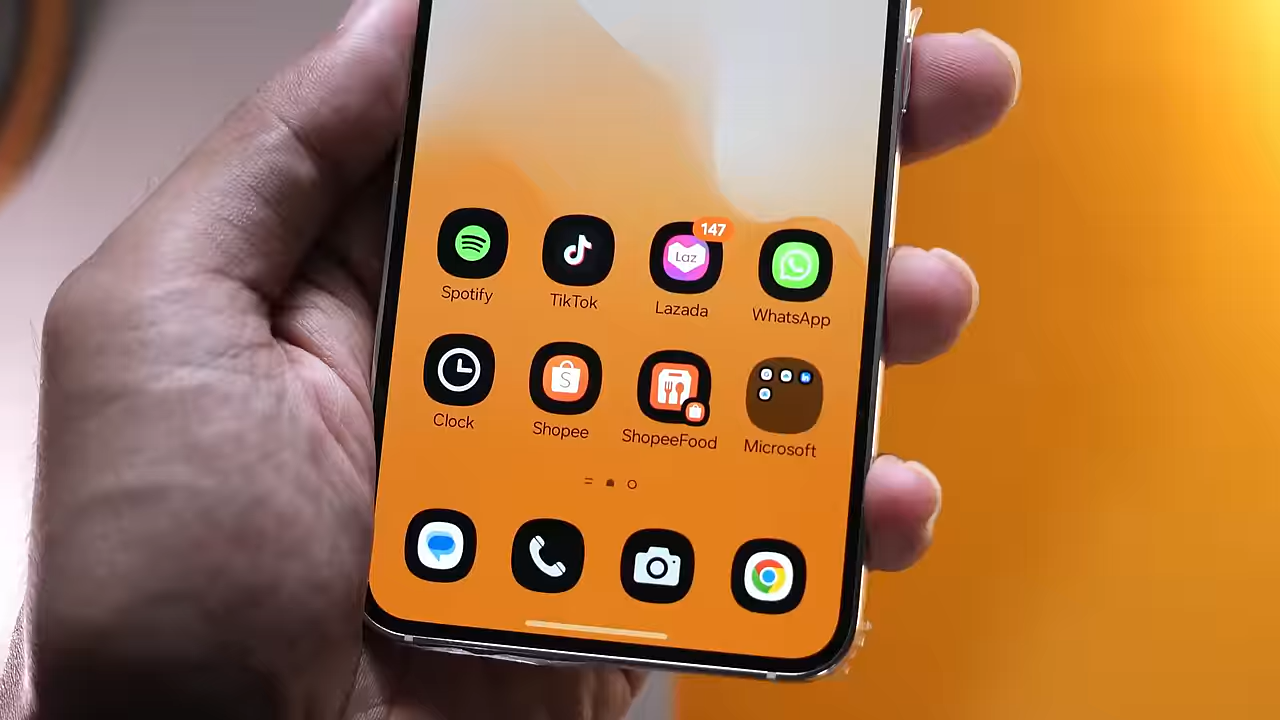 147
Laz
Spotify
TikTok
Lazada
WhatsApp
S
Clock
Shopee
ShopeeFood
Microsoft